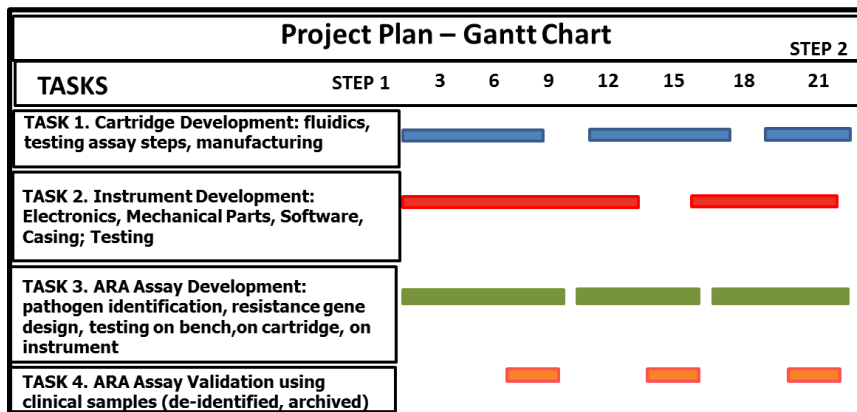 Project Plan – Gantt Chart
STEP 2
TASKS STEP 1 3 6 9 12 15 18 21
TASK 1. Cartridge Development: fluidics,
testing assay steps, manufacturing
TASK 2. Instrument Development:
Electronics, Mechanical Parts, Software,
Casing; Testing
TASK 3. ARA Assay Development:
pathogen identification, resistance gene
design, testing on bench,on cartridge, on
instrument
TASK 4. ARA Assay Validation using
clinical samples (de-identified, archived)